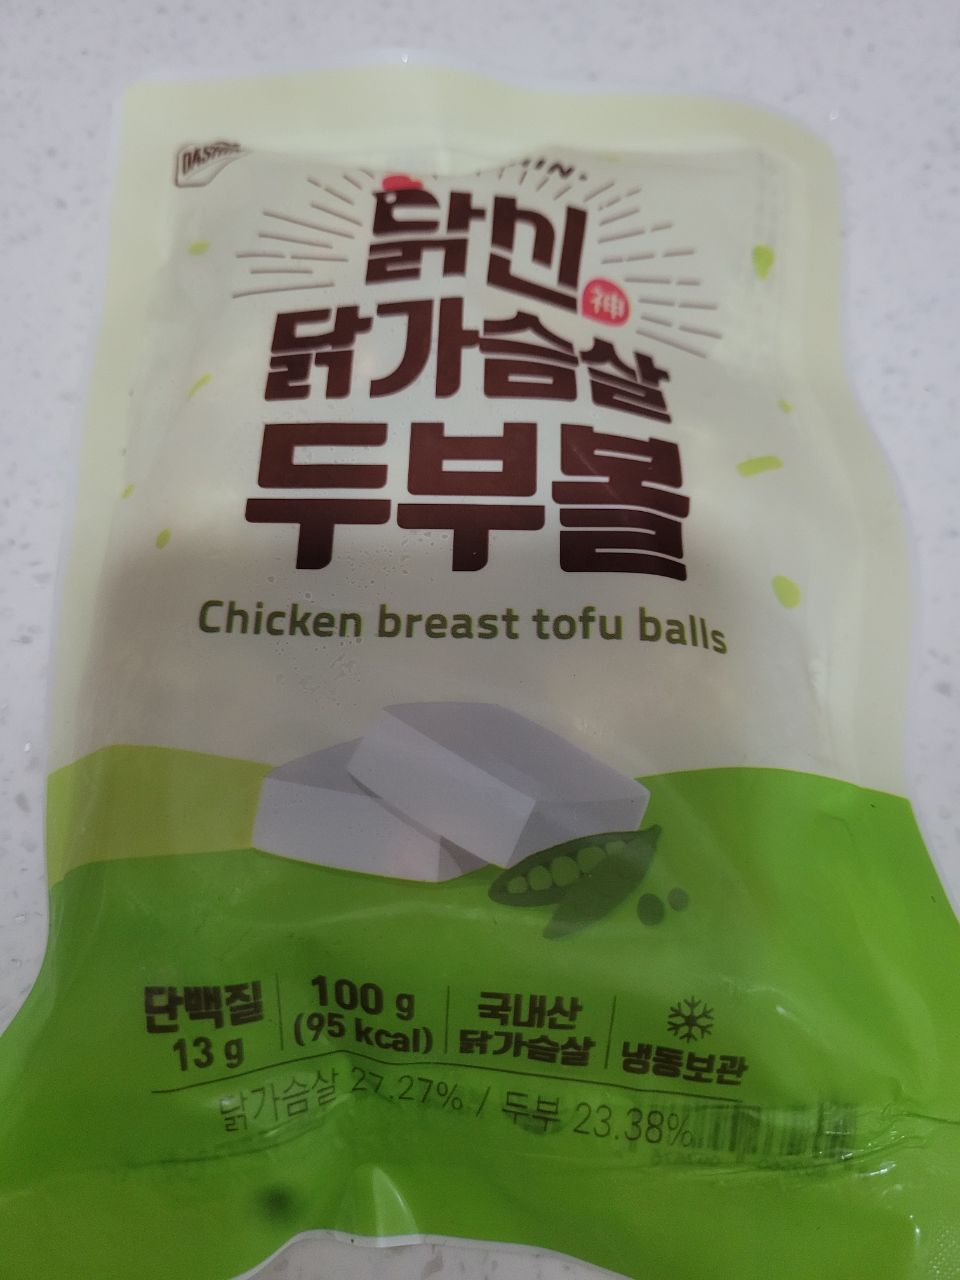 닭신
神
닭가슴살
두부볼
Chicken breast tofu balls
단백질
13 g
100 g
(95 kcal)
국내산
닭가슴살
냉동보관
닭가슴살 27.27% / 두부 23.38%